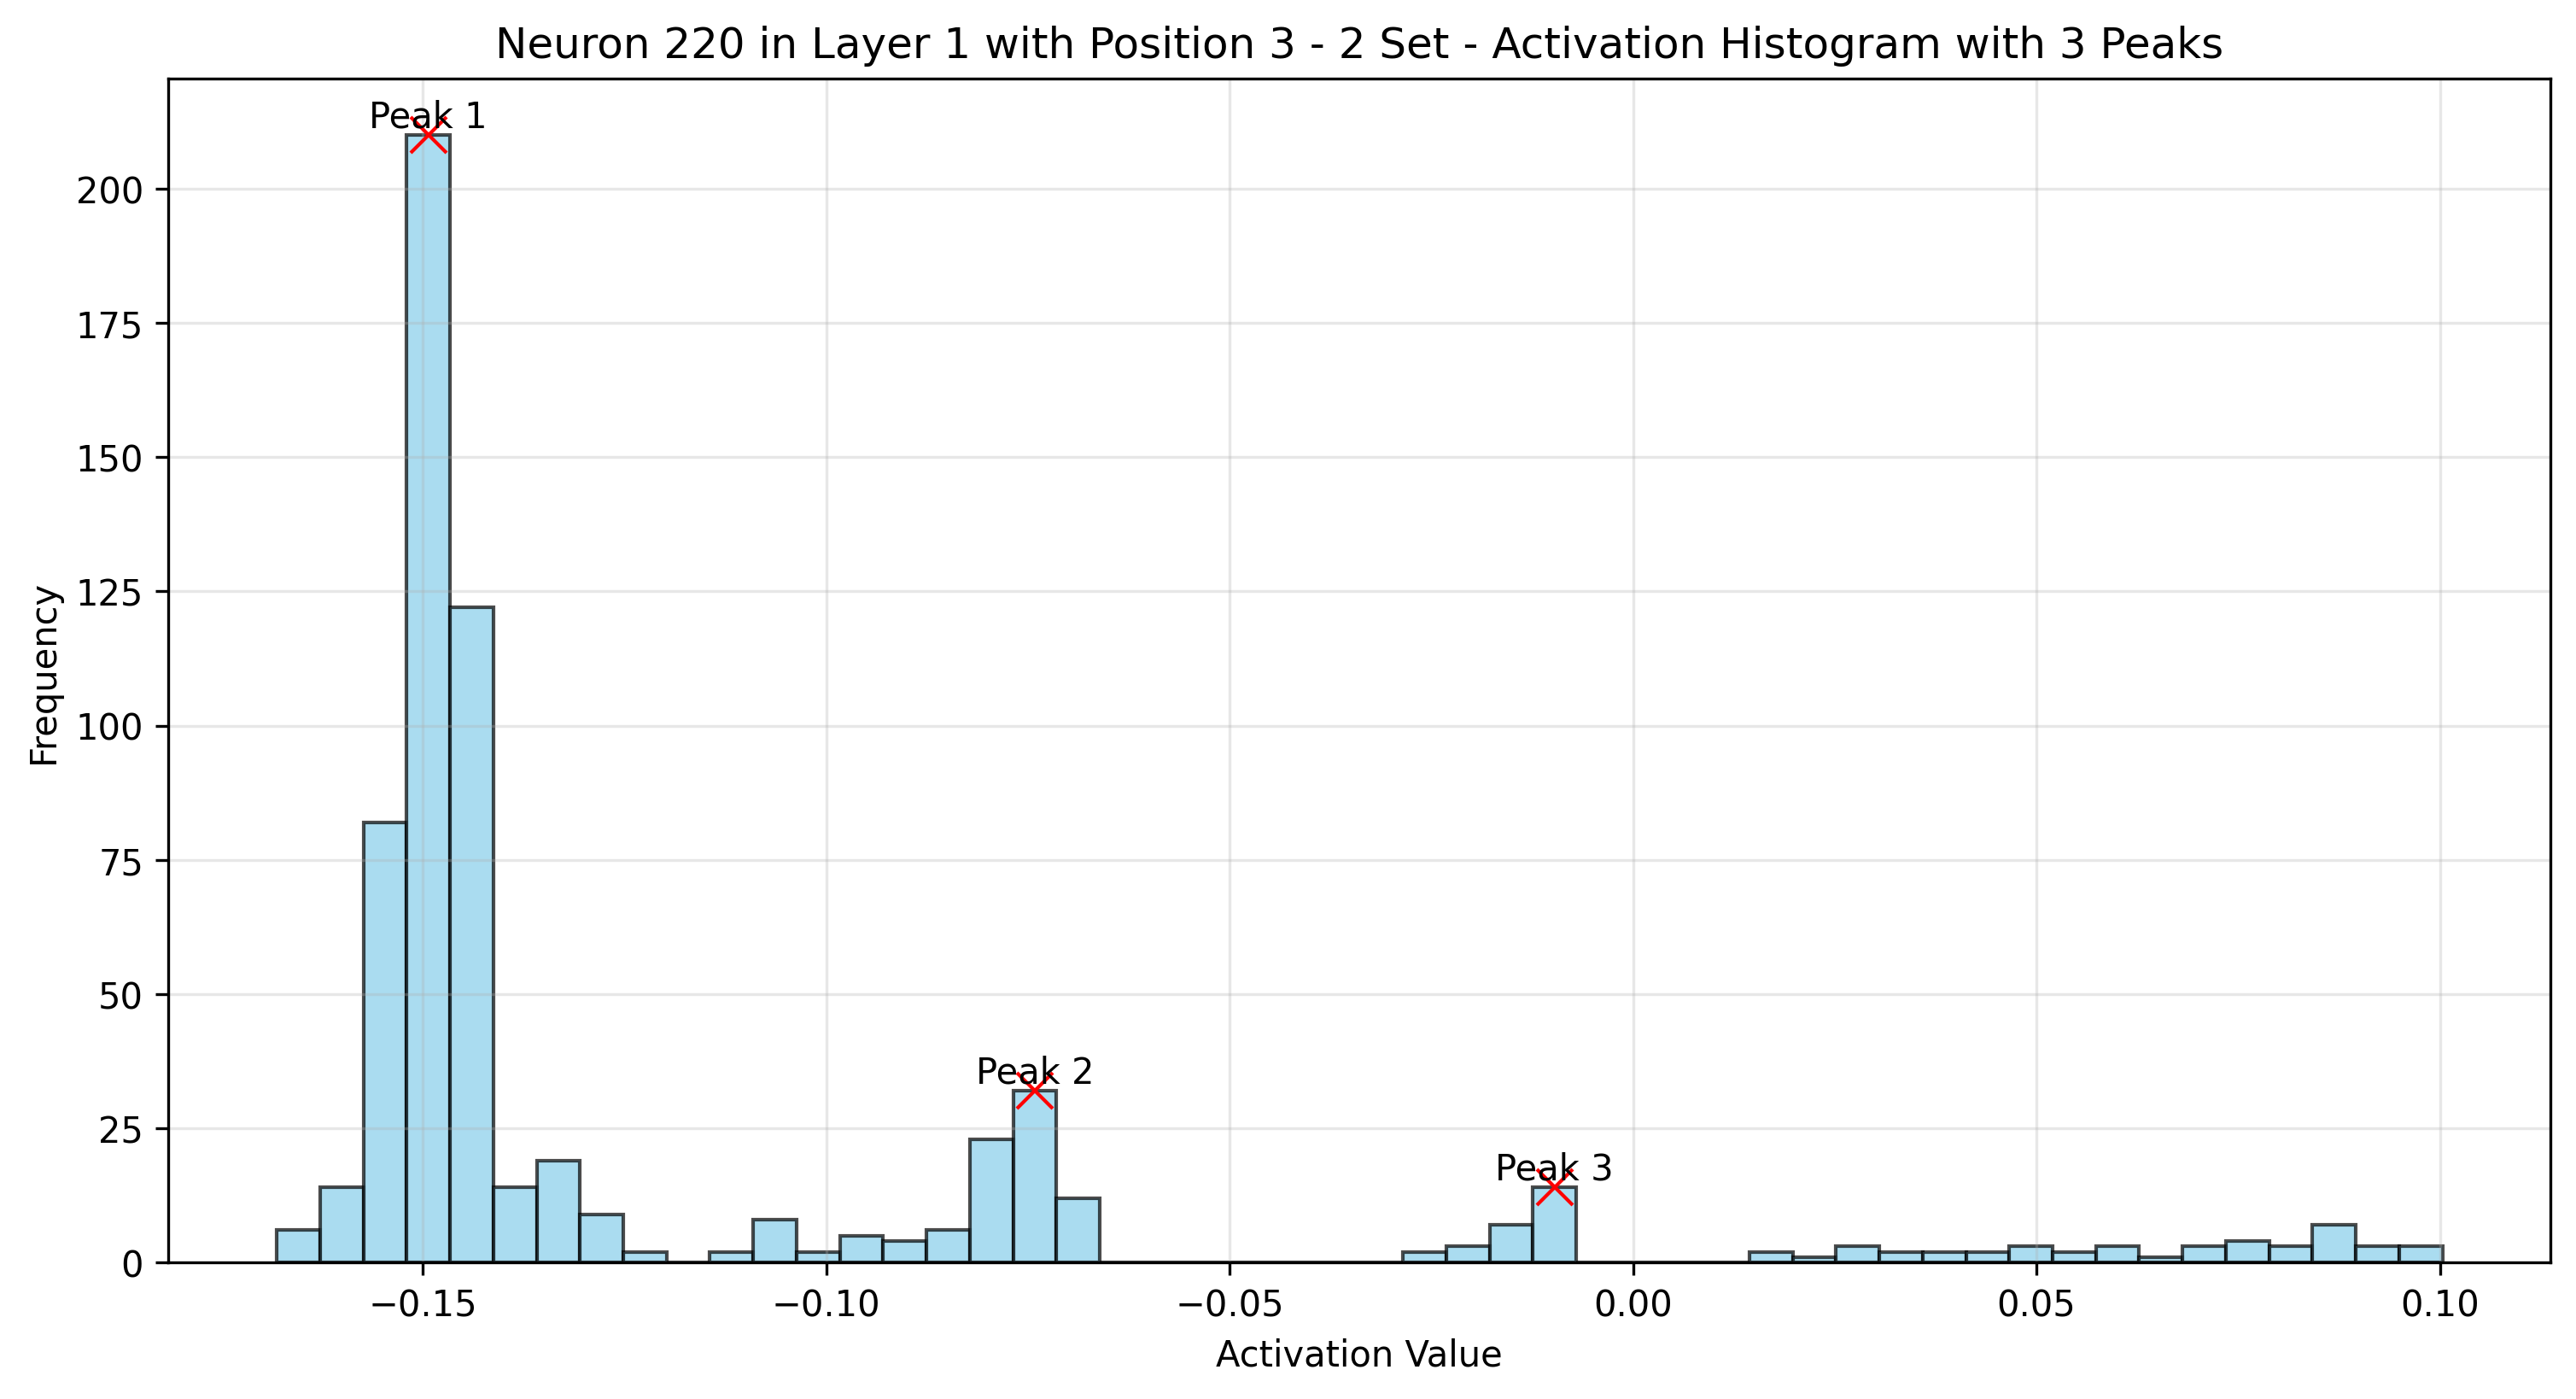 Neuron 220 in Layer 1 with Position 3 - 2 Set - Activation Histogram with 3 Peaks
Peak 1
200
175
150
125
100
75
50
25
0
Frequency
Peak 2
Peak 3
−0.15
−0.10
−0.05
0.00
0.05
0.10
Activation Value